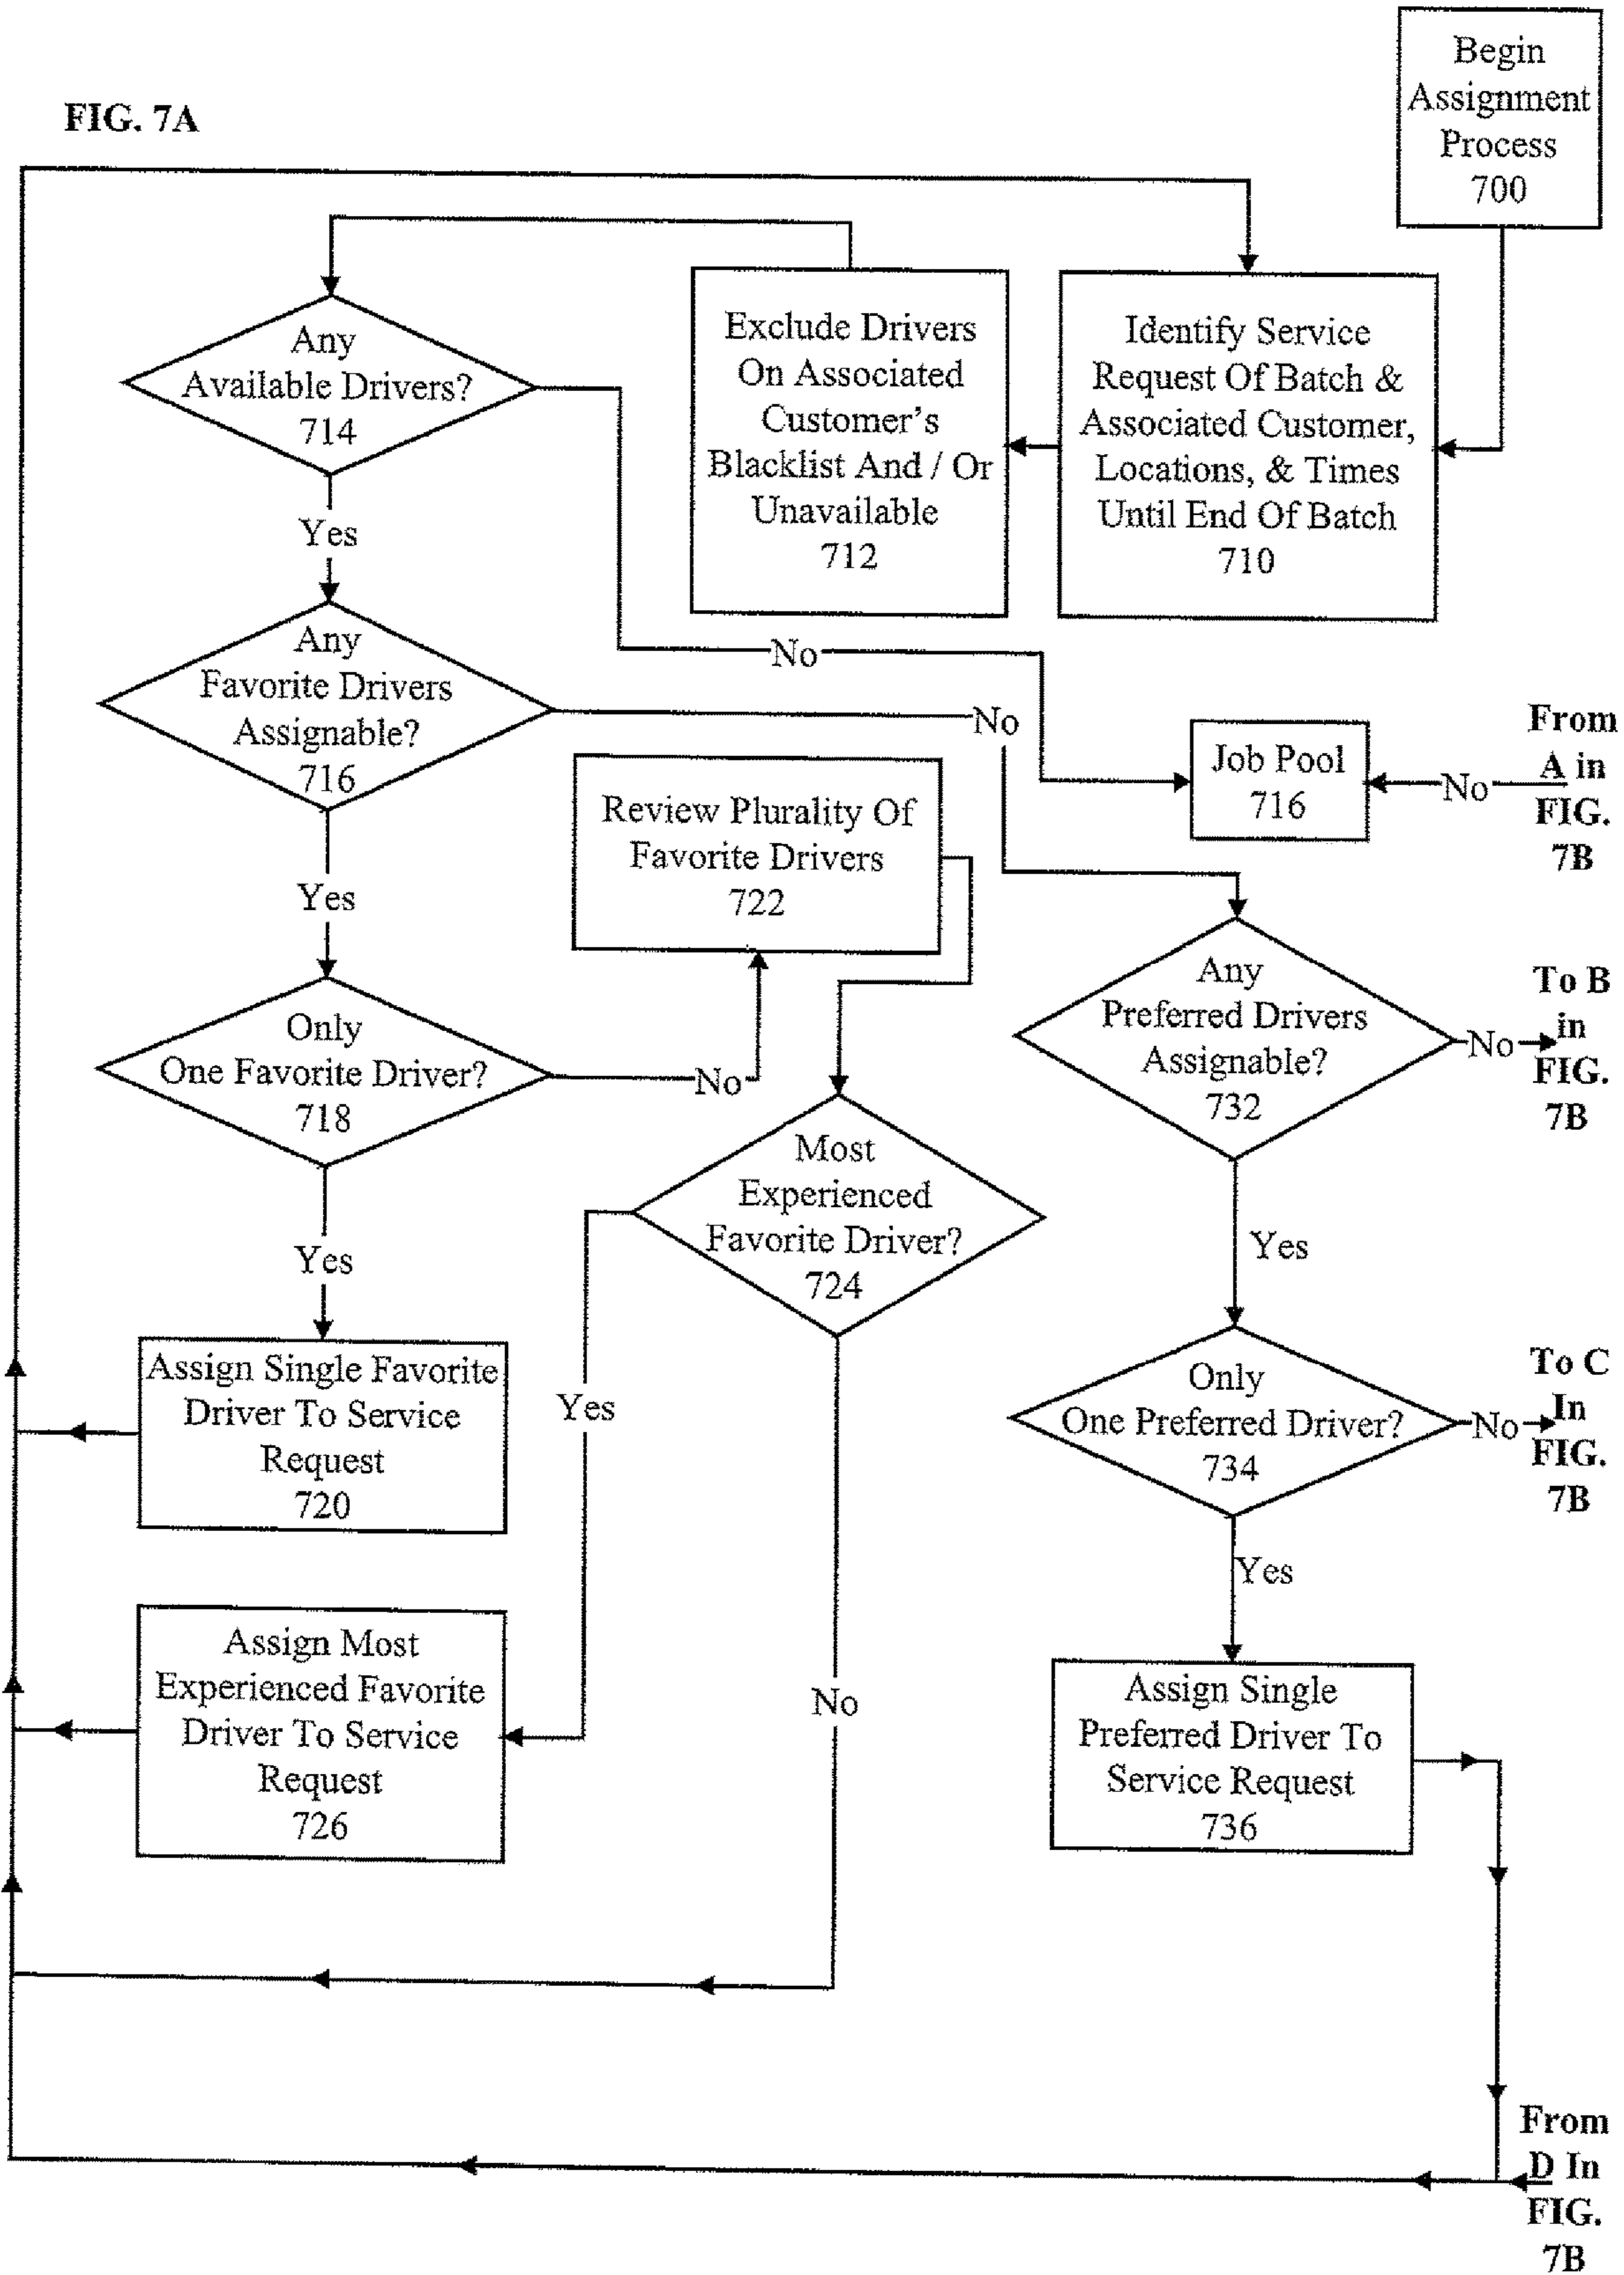 FIG. 7A
Begin
Assignment
Process
700
Identify Service
Request Of Batch &
Associated Customer,
Locations, & Times
Until End Of Batch
710
Exclude Drivers
On Associated
Customer's
Blacklist And / Or
Unavailable
712
Any
Available Drivers?
714
Yes
No
Any
Favorite Drivers
Assignable?
716
No
Yes
Job Pool
716
No
From
A in
FIG.
7B
Review Plurality Of
Favorite Drivers
722
Only
One Favorite Driver?
718
No
Yes
Any
Preferred Drivers
Assignable?
732
No
To B
in
FIG.
7B
Yes
Most
Experienced
Favorite Driver?
724
Yes
No
Assign Single Favorite
Driver To Service
Request
720
Only
One Preferred Driver?
734
No
To C
In
FIG.
7B
Yes
Assign Most
Experienced Favorite
Driver To Service
Request
726
Assign Single
Preferred Driver To
Service Request
736
From
D In
FIG.
7B